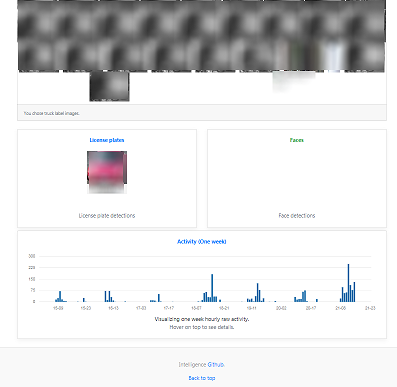 You chose truck label images.
License plates
Faces
License plate detections
Face detections
Activity (One week)
300
225
150
75
0
15-09 15-23 16-13 17-03 17-17 18-07 18-21 19-11 20-02 20-18 21-08 21-23
Visualizing one week hourly raw activity.
Hover on top to see details.
Intelligence Github.
Back to top